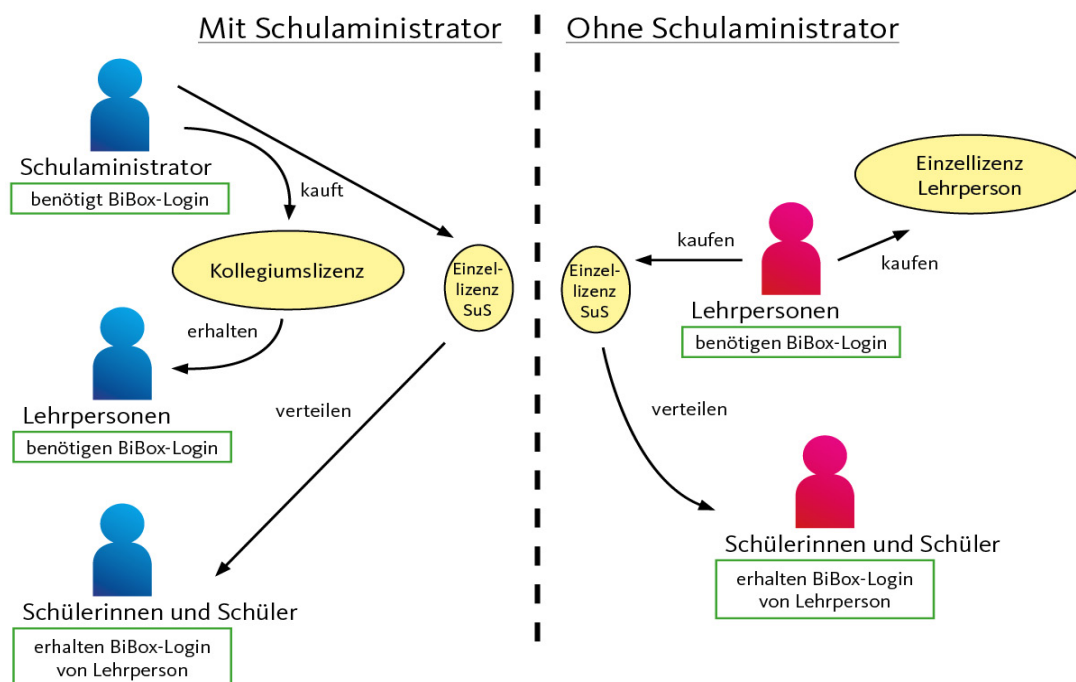 Mit Schulaministrator
Schulaministrator
benötigt BiBox-Login
kauft
Kollegiumslizenz
Einzel-
lizenz
SuS
erhalten
Lehrpersonen
benötigen BiBox-Login
verteilen
Schülerinnen und Schüler
erhalten BiBox-Login
von Lehrperson
Ohne Schulaministrator
Einzellizenz
Lehrperson
kaufen
kaufen
Einzel-
lizenz
SuS
Lehrpersonen
benötigen BiBox-Login
verteilen
Schülerinnen und Schüler
erhalten BiBox-Login
von Lehrperson